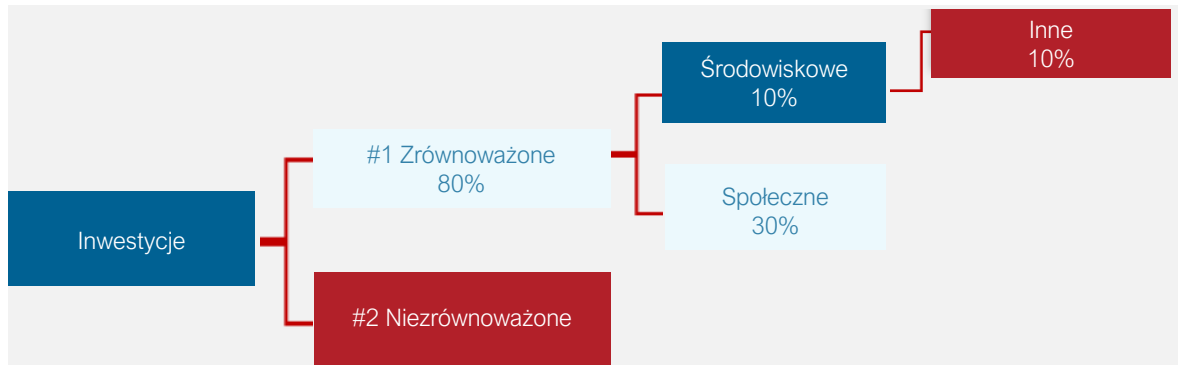 Inne
10%
Środowiskowe
10%
#1 Zrównoważone
80%
Społeczne
30%
Inwestycje
#2 Niezrównoważone